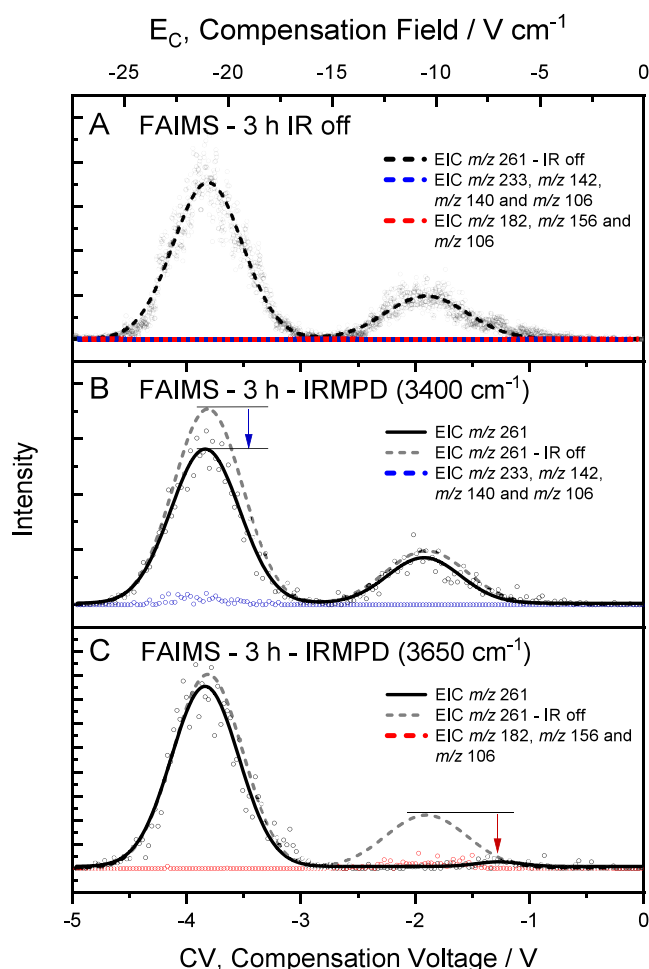 E_C, Compensation Field / V cm⁻¹
-25 -20 -15 -10 -5 0
A FAIMS - 3 h IR off
EIC m/z 261 - IR off
EIC m/z 233, m/z 142,
m/z 140 and m/z 106
EIC m/z 182, m/z 156 and
m/z 106
B FAIMS - 3 h - IRMPD (3400 cm⁻¹)
EIC m/z 261
EIC m/z 261 - IR off
EIC m/z 233, m/z 142,
m/z 140 and m/z 106
Intensity
C FAIMS - 3 h - IRMPD (3650 cm⁻¹)
EIC m/z 261
EIC m/z 261 - IR off
EIC m/z 182, m/z 156 and
m/z 106
-5 -4 -3 -2 -1 0
CV, Compensation Voltage / V